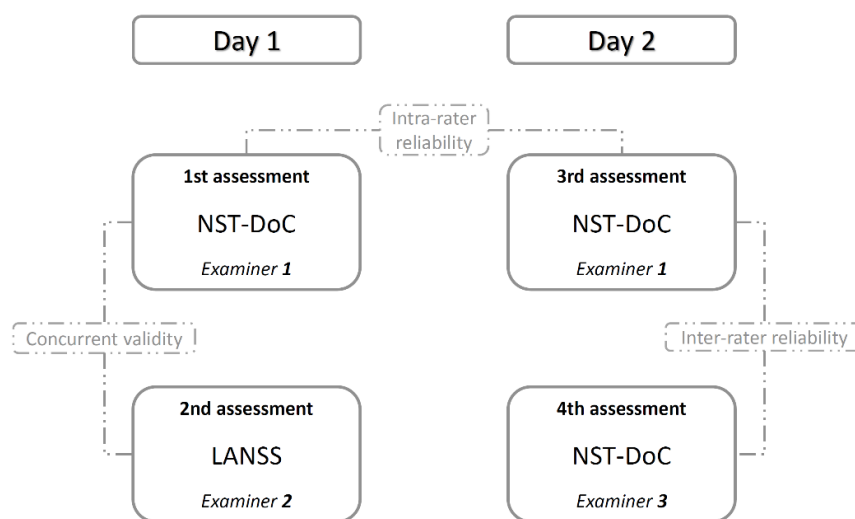 Day 1
Day 2
Intra-rater
reliability
1st assessment
NST-DoC
Examiner 1
3rd assessment
NST-DoC
Examiner 1
Concurrent validity
Inter-rater reliability
2nd assessment
LANSS
Examiner 2
4th assessment
NST-DoC
Examiner 3